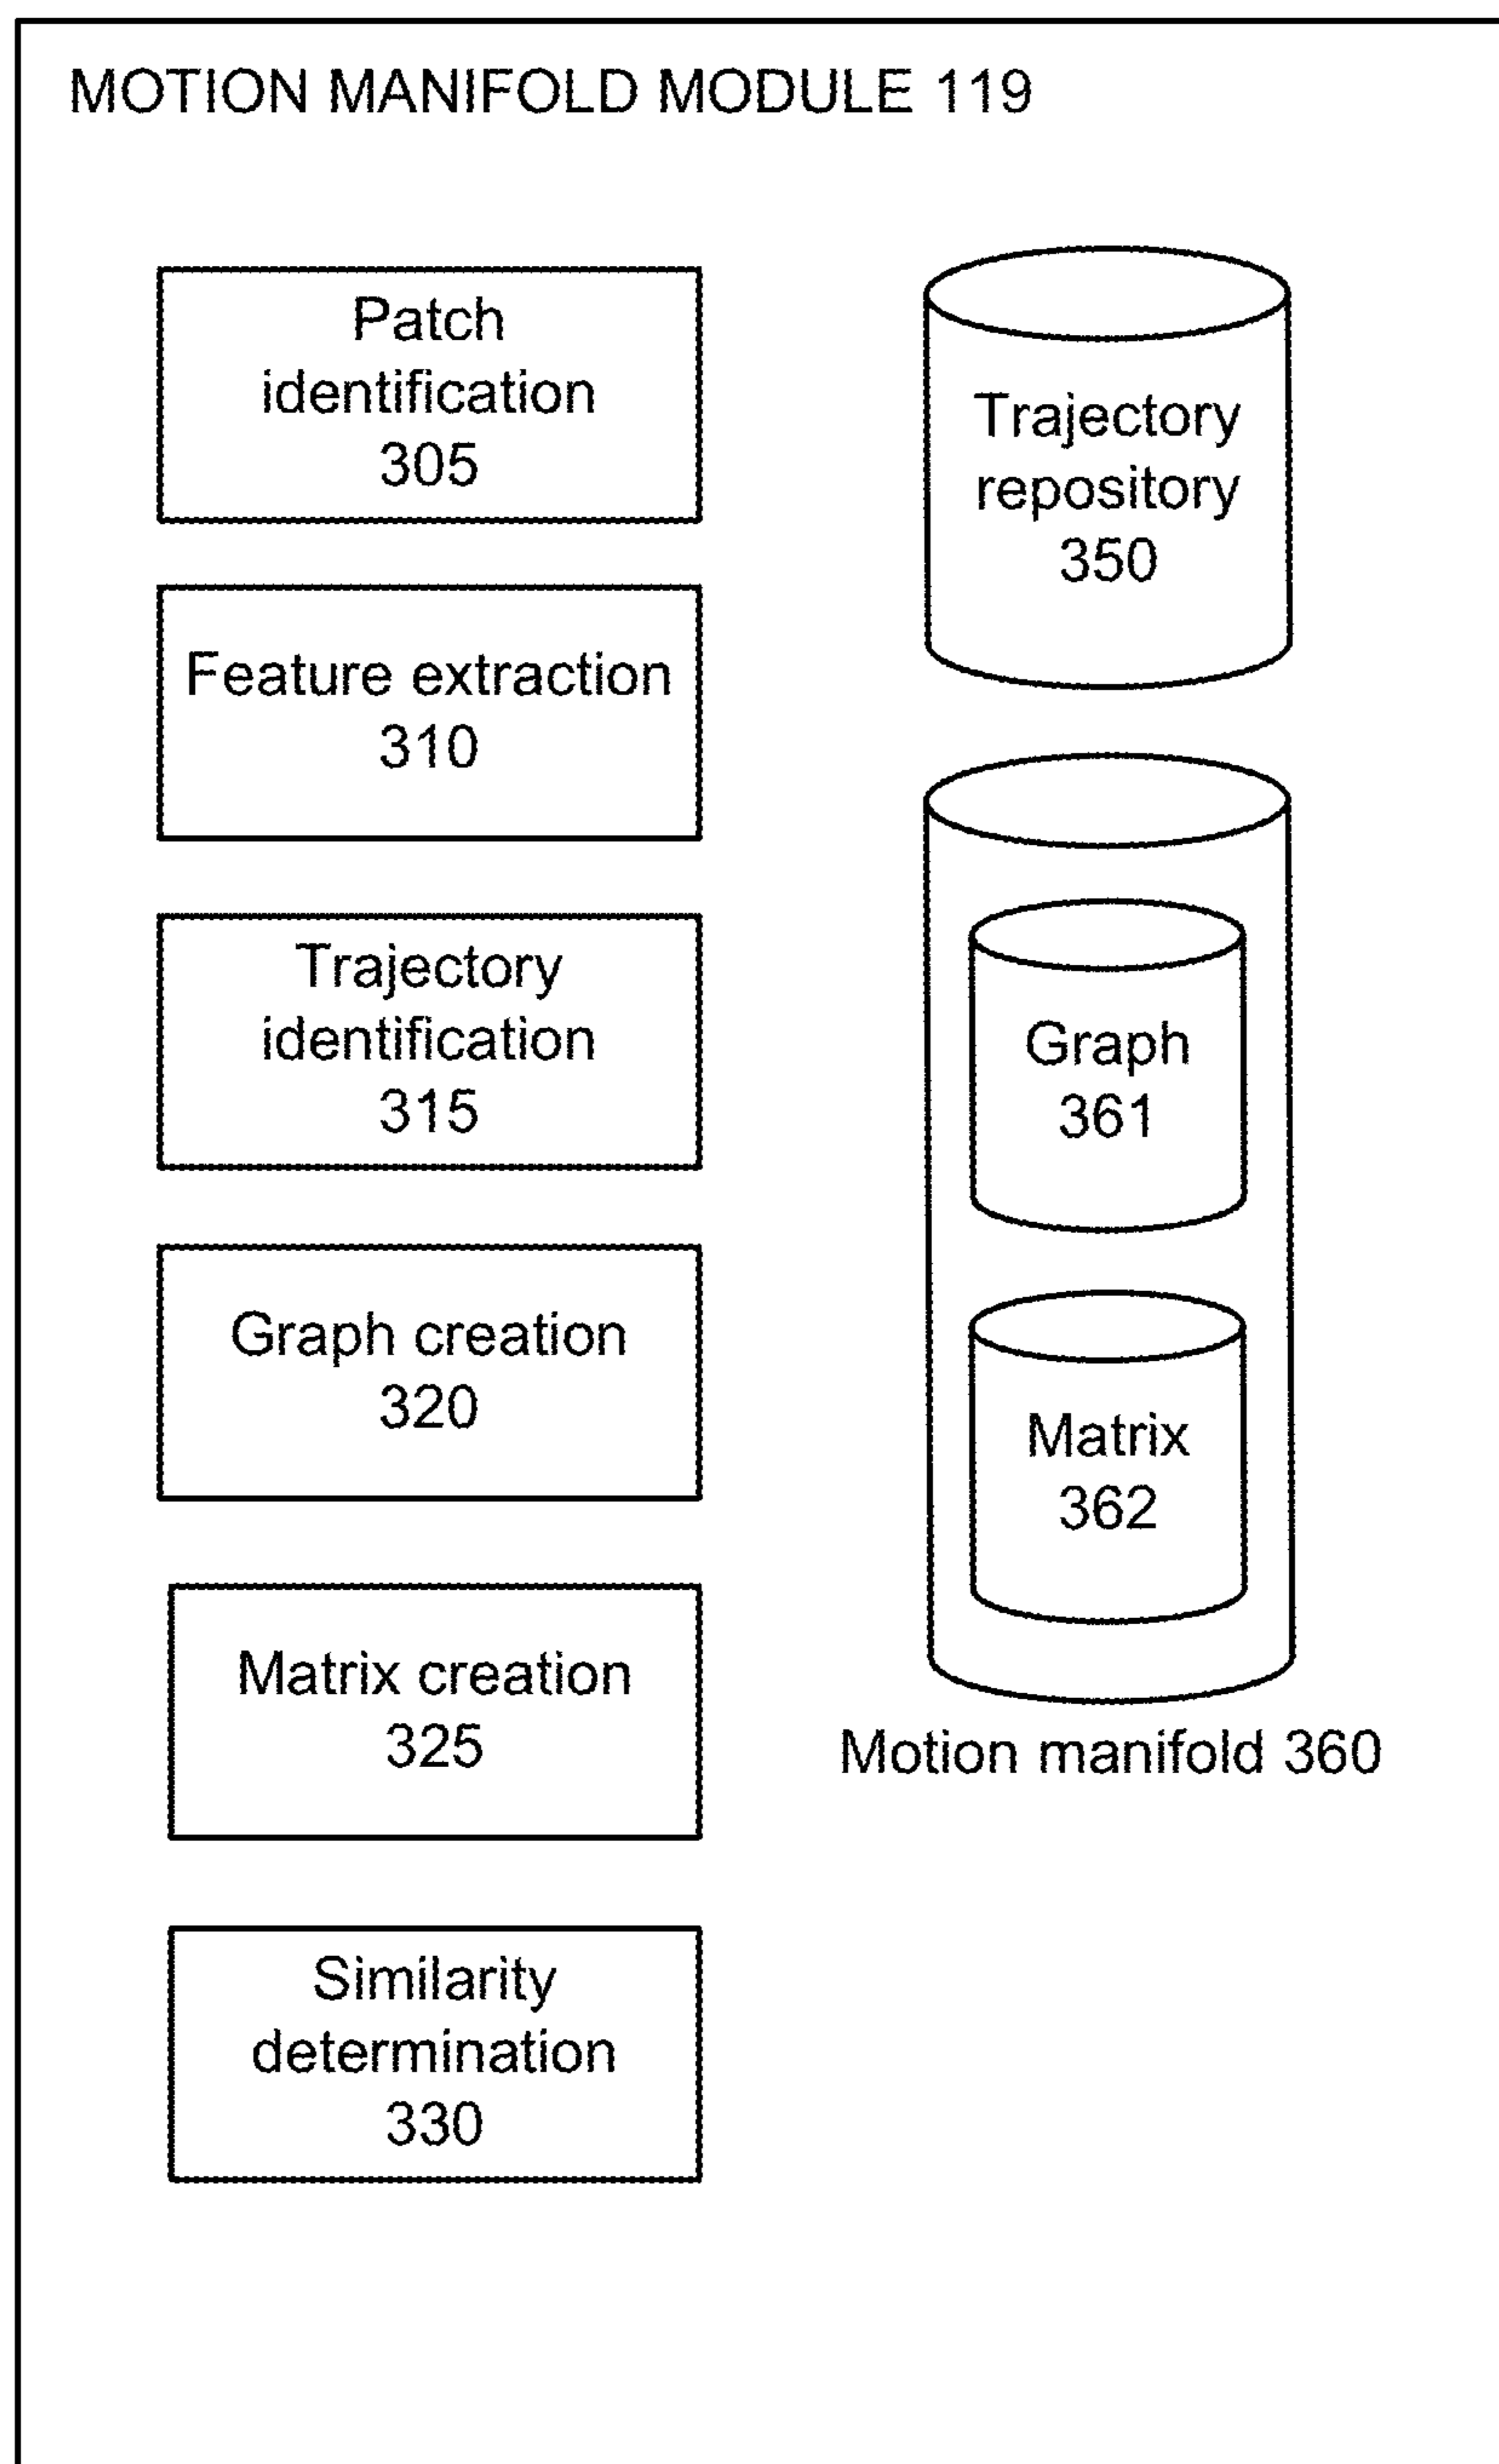 MOTION MANIFOLD MODULE 119
Patch
identification
305
Feature extraction
310
Trajectory
identification
315
Graph creation
320
Matrix creation
325
Similarity
determination
330
Trajectory
repository
350
Graph
361
Matrix
362
Motion manifold 360